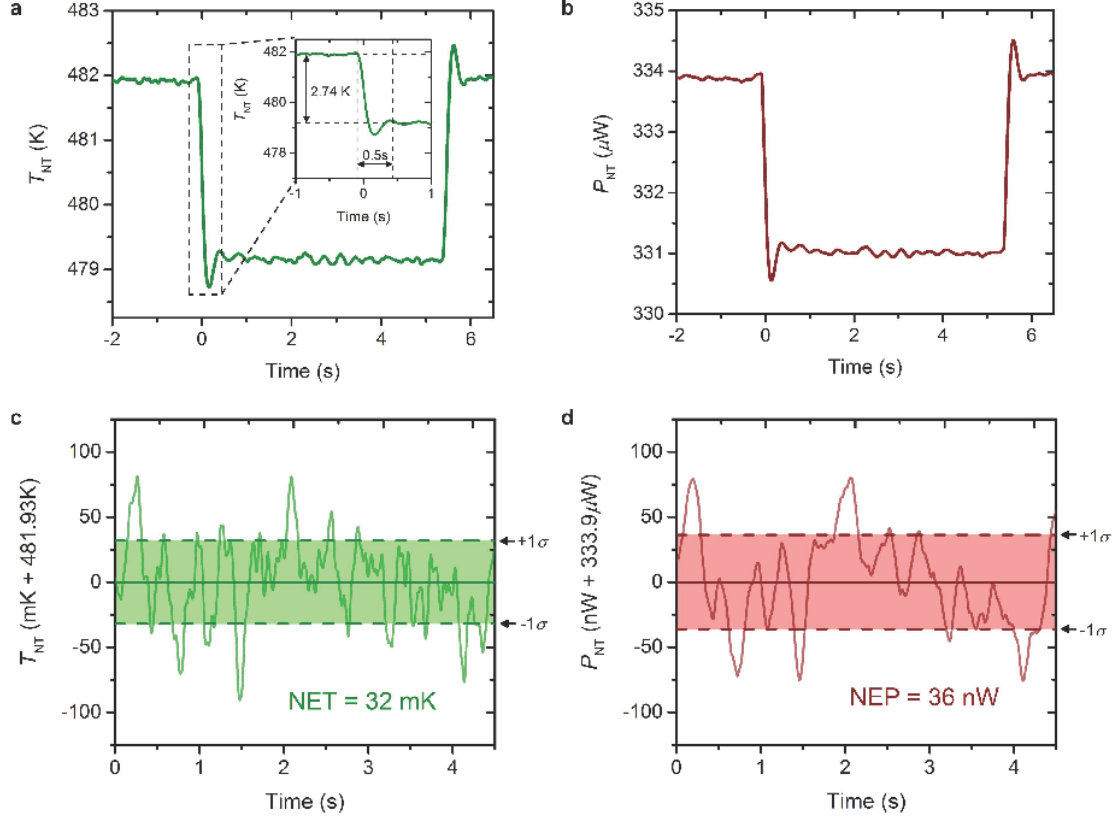 a
T_NT (K)
482
481
480
479
-2
0
2
4
6
Time (s)
T_NT (K)
482
480
478
2.74 K
0.5s
-1
0
1
Time (s)
b
P_NT (μW)
335
334
333
332
331
330
-2
0
2
4
6
Time (s)
c
T_NT (mK + 481.93K)
100
50
0
-50
-100
+1σ
-1σ
NET = 32 mK
0
1
2
3
4
Time (s)
d
P_NT (nW + 333.9μW)
100
50
0
-50
-100
+1σ
-1σ
NEP = 36 nW
0
1
2
3
4
Time (s)